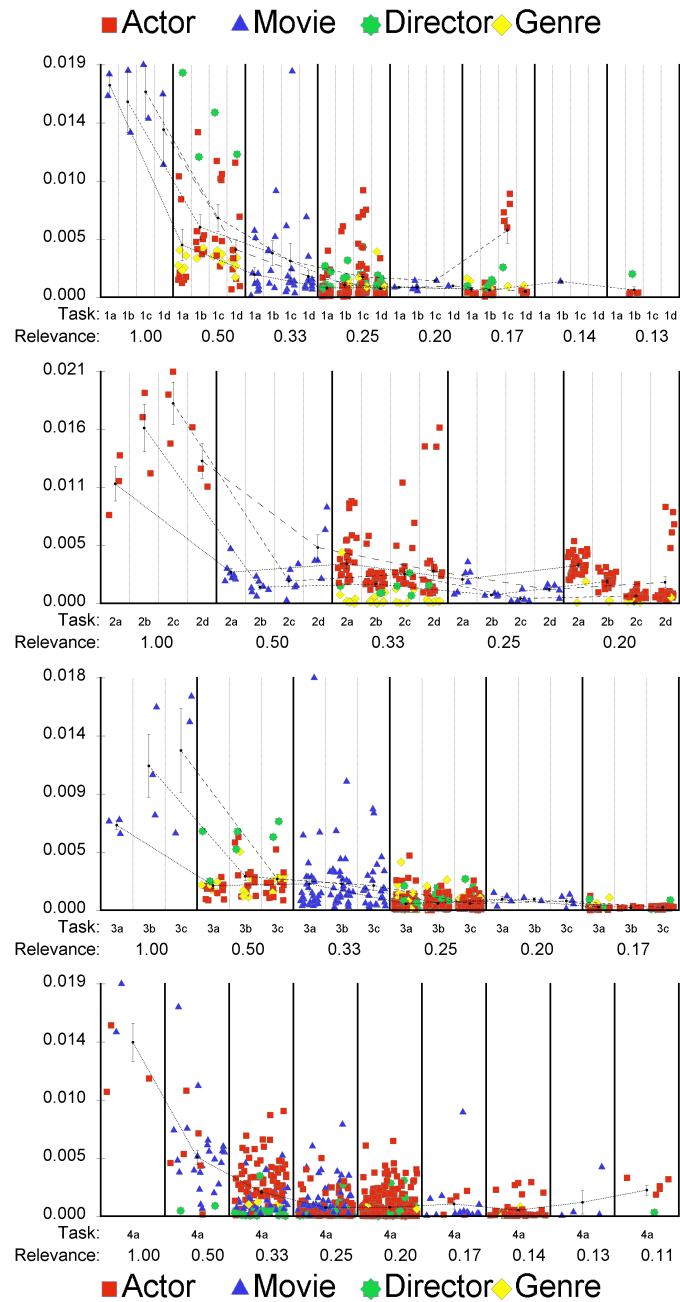 Actor Movie Director Genre
0.019
0.014
0.010
0.005
0.000
Task: 1a 1b 1c 1d 1a 1b 1c 1d 1a 1b 1c 1d 1a 1b 1c 1d 1a 1b 1c 1d 1a 1b 1c 1d 1a 1b 1c 1d 1a 1b 1c 1d
Relevance: 1.00 0.50 0.33 0.25 0.20 0.17 0.14 0.13
0.021
0.016
0.011
0.005
0.000
Task: 2a 2b 2c 2d 2a 2b 2c 2d 2a 2b 2c 2d 2a 2b 2c 2d 2a 2b 2c 2d
Relevance: 1.00 0.50 0.33 0.25 0.20
0.018
0.014
0.009
0.005
0.000
Task: 3a 3b 3c 3a 3b 3c 3a 3b 3c 3a 3b 3c 3a 3b 3c 3a 3b 3c
Relevance: 1.00 0.50 0.33 0.25 0.20 0.17
0.019
0.014
0.010
0.005
0.000
Task: 4a 4a 4a 4a 4a 4a 4a 4a 4a
Relevance: 1.00 0.50 0.33 0.25 0.20 0.17 0.14 0.13 0.11
Actor Movie Director Genre